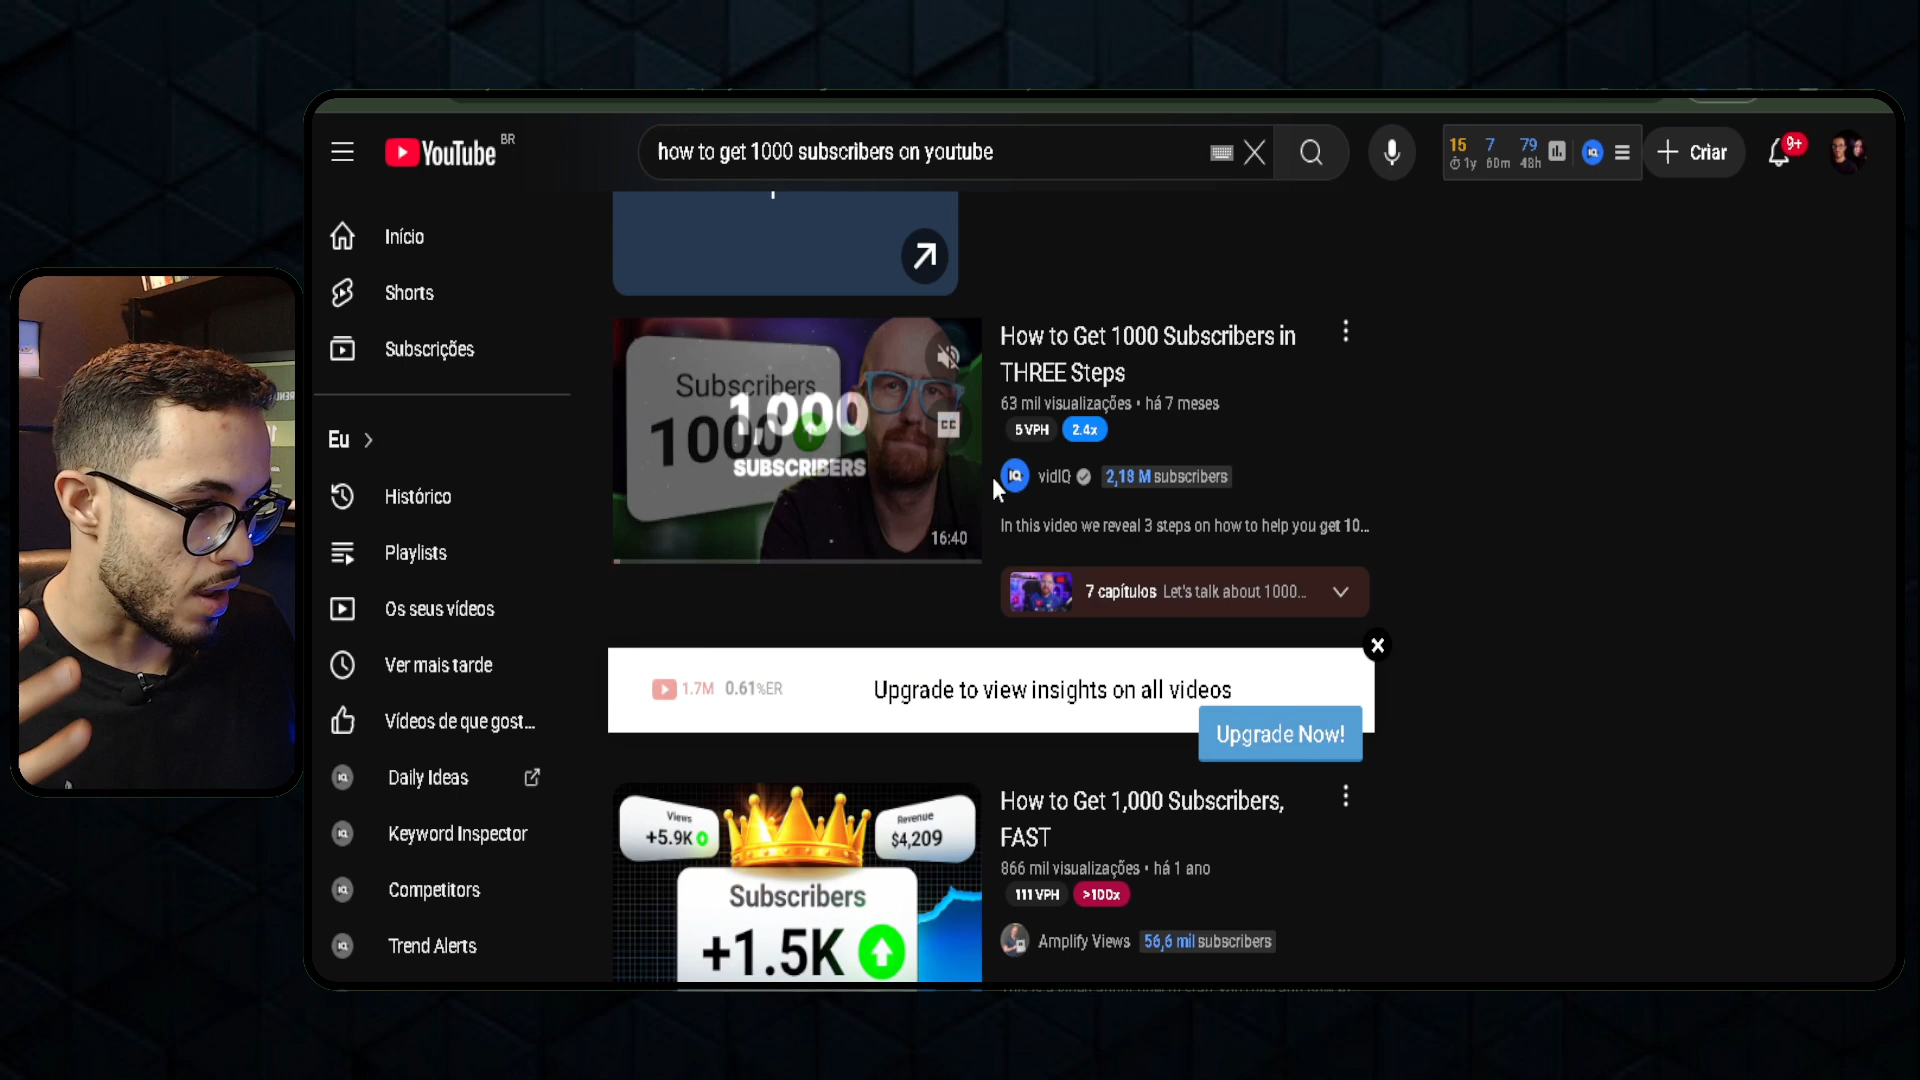 YouTube BR
how to get 1000 subscribers on youtube
15 7 79
1y 60m 48h
Criar
9+
Início
Shorts
Subscrições
Eu
Histórico
Playlists
Os seus vídeos
Ver mais tarde
Vídeos de que gost...
Daily Ideas
Keyword Inspector
Competitors
Trend Alerts
Subscribers
1000
1,000
SUBSCRIBERS
CC
16:40
How to Get 1000 Subscribers in
THREE Steps
63 mil visualizações • há 7 meses
5 VPH 2.4x
IQ vidIQ 2,18 M subscribers
In this video we reveal 3 steps on how to help you get 10...
7 capítulos Let's talk about 1000...
1.7M 0.61%ER Upgrade to view insights on all videos
Upgrade Now!
Views
+5.9K
Revenue
$4,209
Subscribers
+1.5K
How to Get 1,000 Subscribers,
FAST
866 mil visualizações • há 1 ano
111 VPH >100x
Amplify Views 56,6 mil subscribers